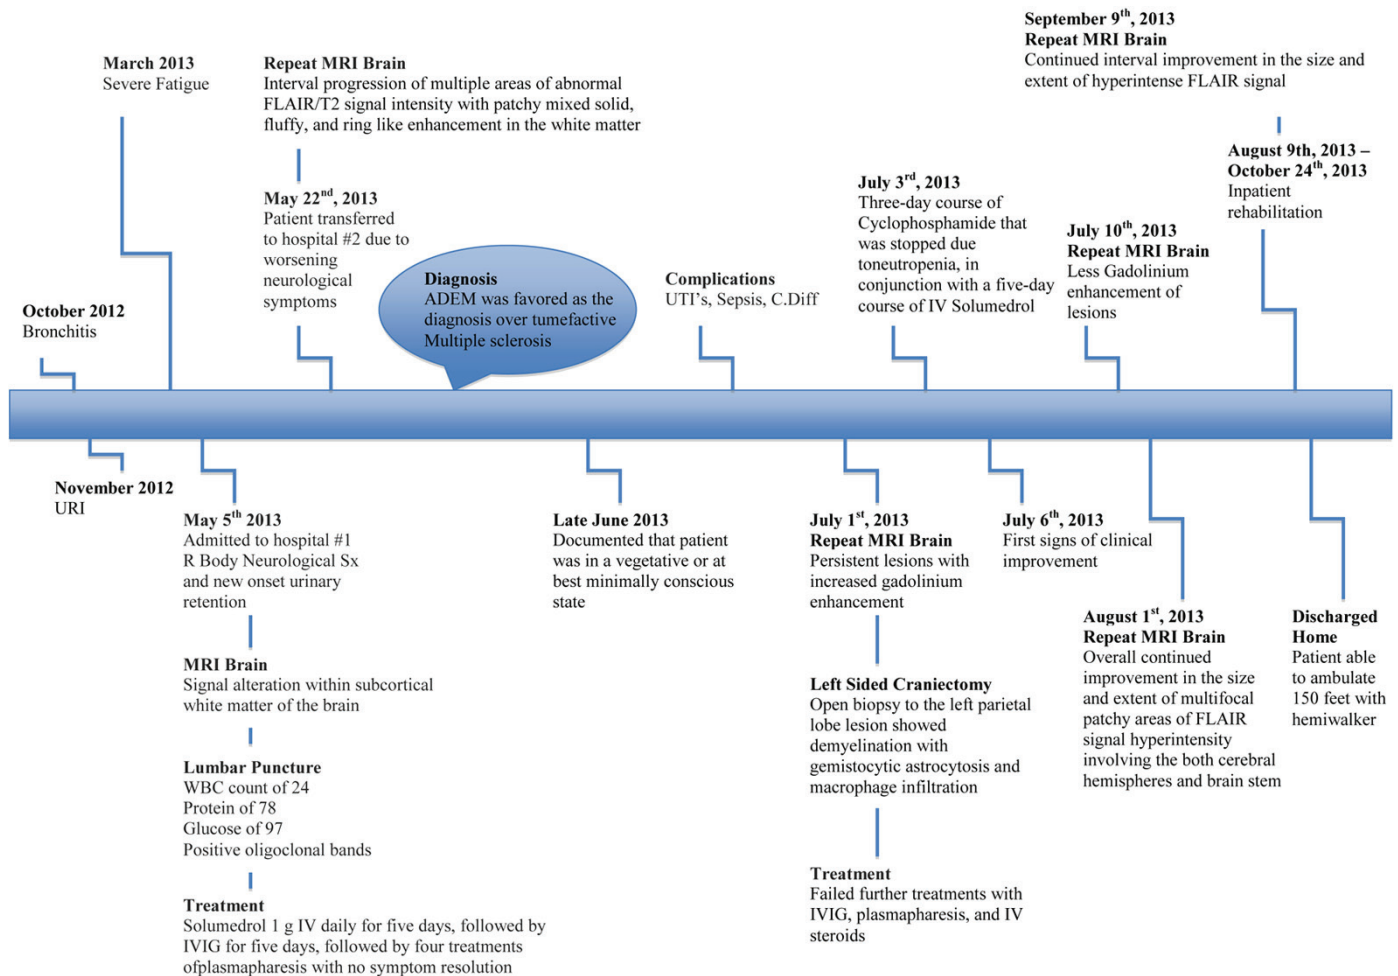 March 2013
Severe Fatigue
Repeat MRI Brain
Interval progression of multiple areas of abnormal
FLAIR/T2 signal intensity with patchy mixed solid,
fluffy, and ring like enhancement in the white matter
May 22nd, 2013
Patient transferred
to hospital #2 due to
worsening
neurological
symptoms
October 2012
Bronchitis
Diagnosis
ADEM was favored as the
diagnosis over tumefactive
Multiple sclerosis
Complications
UTI's, Sepsis, C.Diff
July 3rd, 2013
Three-day course of
Cyclophosphamide that
was stopped due
toneutropenia, in
conjunction with a five-day
course of IV Solumedrol
July 10th, 2013
Repeat MRI Brain
Less Gadolinium
enhancement of
lesions
September 9th, 2013
Repeat MRI Brain
Continued interval improvement in the size and
extent of hyperintense FLAIR signal
August 9th, 2013 –
October 24th, 2013
Inpatient
rehabilitation
November 2012
URI
May 5th 2013
Admitted to hospital #1
R Body Neurological Sx
and new onset urinary
retention
MRI Brain
Signal alteration within subcortical
white matter of the brain
Lumbar Puncture
WBC count of 24
Protein of 78
Glucose of 97
Positive oligoclonal bands
Treatment
Solumedrol 1 g IV daily for five days, followed by
IVIG for five days, followed by four treatments
ofplasmapharesis with no symptom resolution
Late June 2013
Documented that patient
was in a vegetative or at
best minimally conscious
state
July 1st, 2013
Repeat MRI Brain
Persistent lesions with
increased gadolinium
enhancement
Left Sided Craniectomy
Open biopsy to the left parietal
lobe lesion showed
demyelination with
gemistocytic astrocytosis and
macrophage infiltration
Treatment
Failed further treatments with
IVIG, plasmapharesis, and IV
steroids
July 6th, 2013
First signs of clinical
improvement
August 1st, 2013
Repeat MRI Brain
Overall continued
improvement in the size
and extent of multifocal
patchy areas of FLAIR
signal hyperintensity
involving the both cerebral
hemispheres and brain stem
Discharged
Home
Patient able
to ambulate
150 feet with
hemiwalker